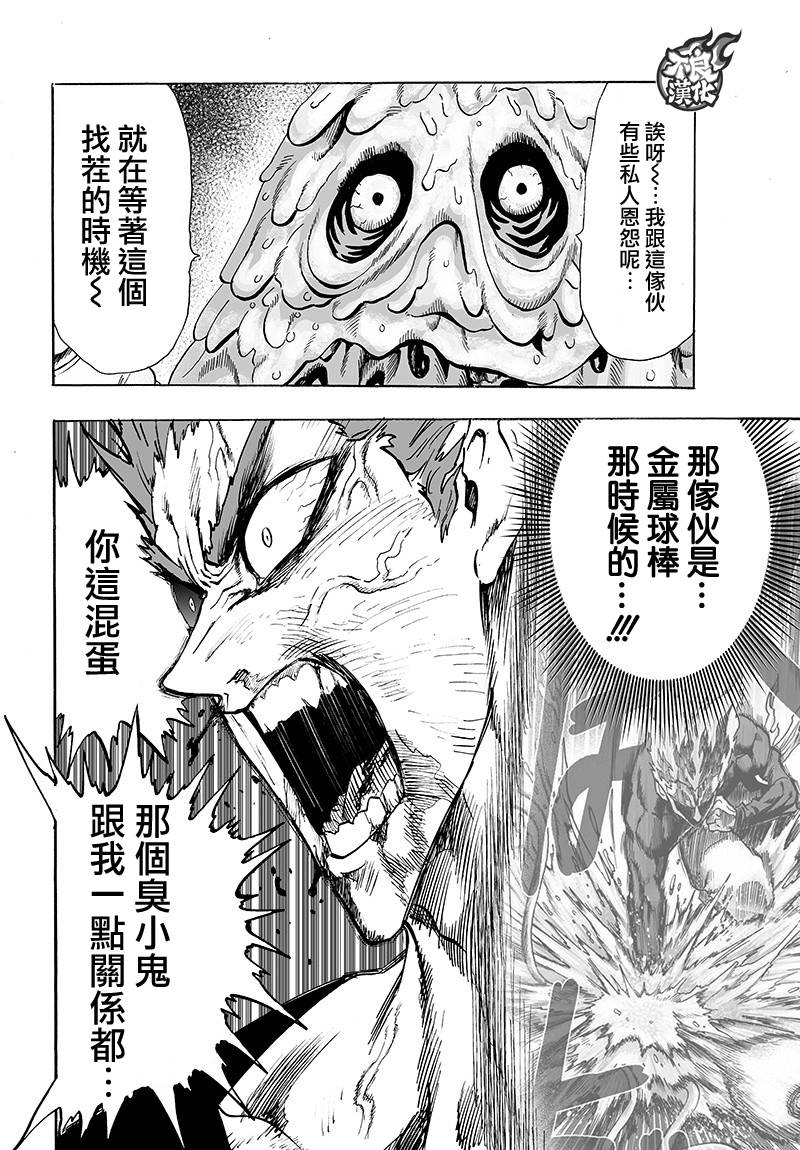 不良
漢化
誒呀~…我跟這傢伙
有些私人恩怨呢…
就在等著這個
找茬的時機~
那傢伙是…
金屬球棒
那時候的…!!!
你這混蛋
那個臭小鬼
跟我一點關係都…